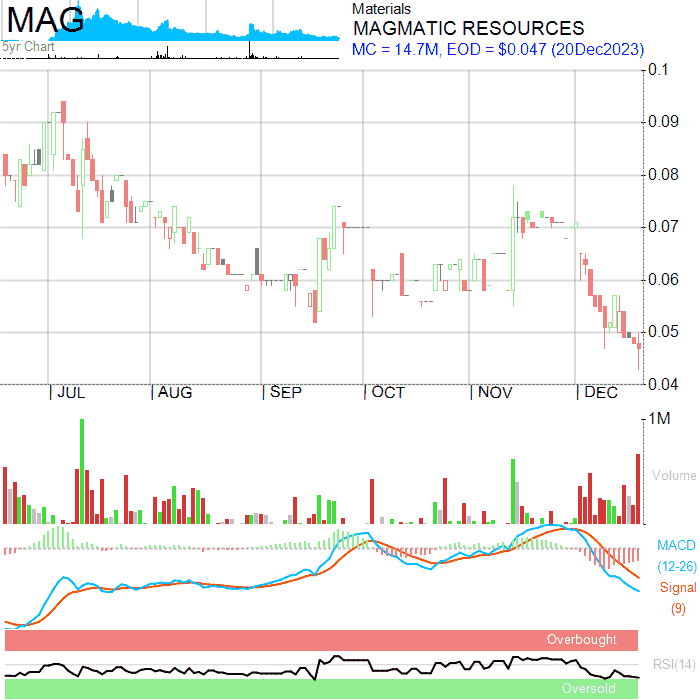 MAG
5yr Chart
Materials
MAGMATIC RESOURCES
MC = 14.7M, EOD = $0.047 (20Dec2023)
0.1
0.09
0.08
0.07
0.06
0.05
0.04
JUL AUG SEP OCT NOV DEC
1M
Volume
MACD
(12-26)
Signal
(9)
Overbought
RSI(14)
Oversold